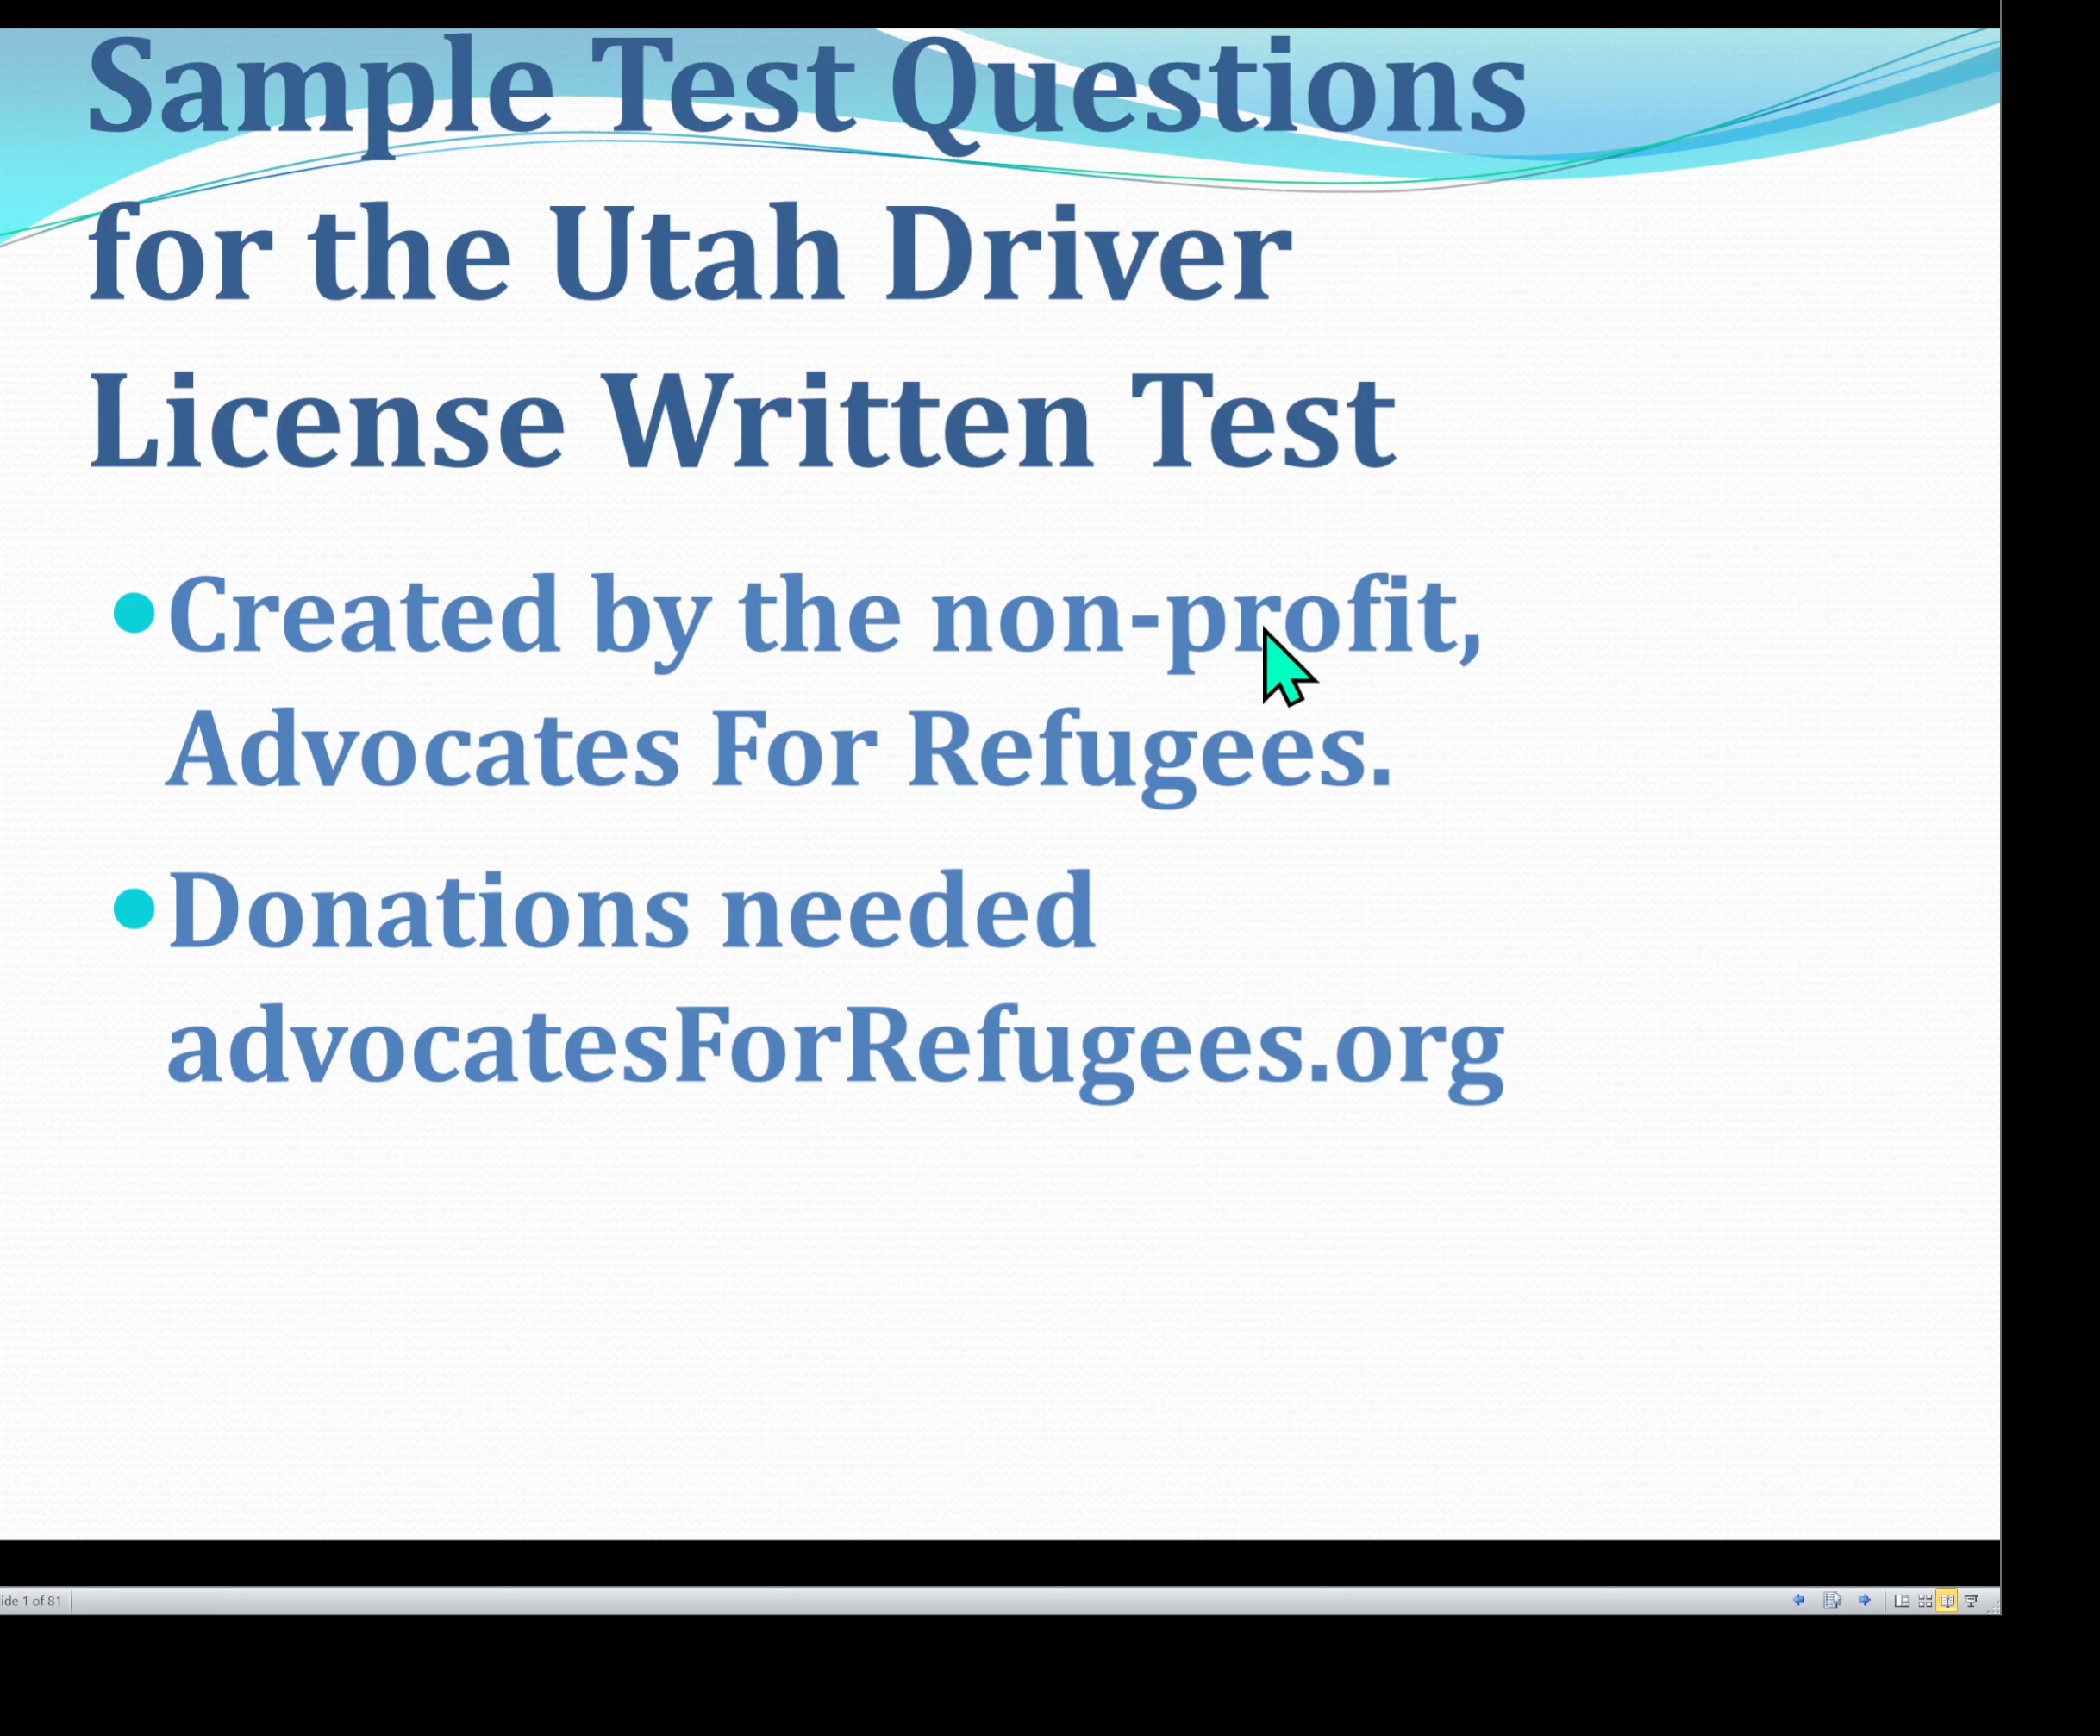 Sample Test Questions
for the Utah Driver
License Written Test
•Created by the non-profit,
Advocates For Refugees.
•Donations needed
advocatesForRefugees.org
ide 1 of 81